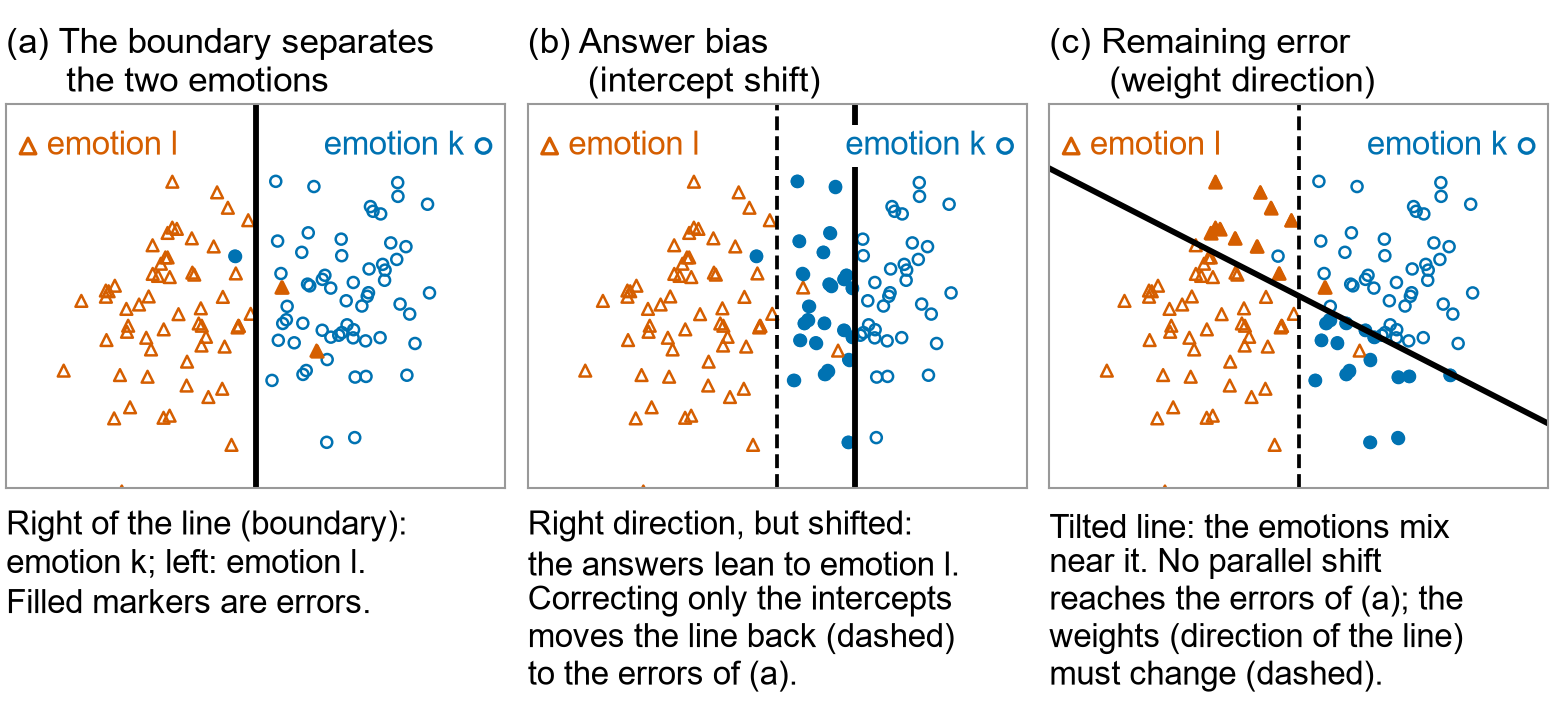 (a) The boundary separates
the two emotions
emotion l
emotion k
Right of the line (boundary):
emotion k; left: emotion l.
Filled markers are errors.
(b) Answer bias
(intercept shift)
emotion l
emotion k
Right direction, but shifted:
the answers lean to emotion l.
Correcting only the intercepts
moves the line back (dashed)
to the errors of (a).
(c) Remaining error
(weight direction)
emotion l
emotion k
Tilted line: the emotions mix
near it. No parallel shift
reaches the errors of (a); the
weights (direction of the line)
must change (dashed).